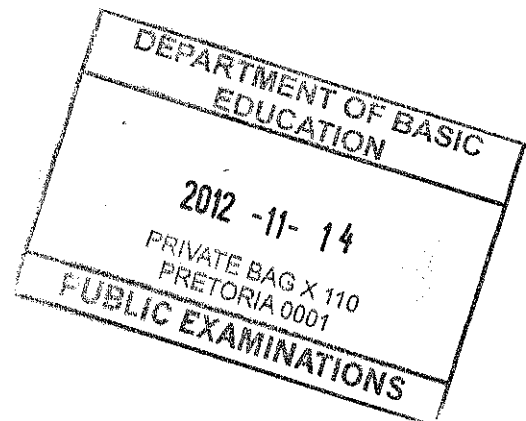 DEPARTMENT OF BASIC
EDUCATION
2012 -11- 14
PRIVATE BAG X 110
PRETORIA 0001
PUBLIC EXAMINATIONS